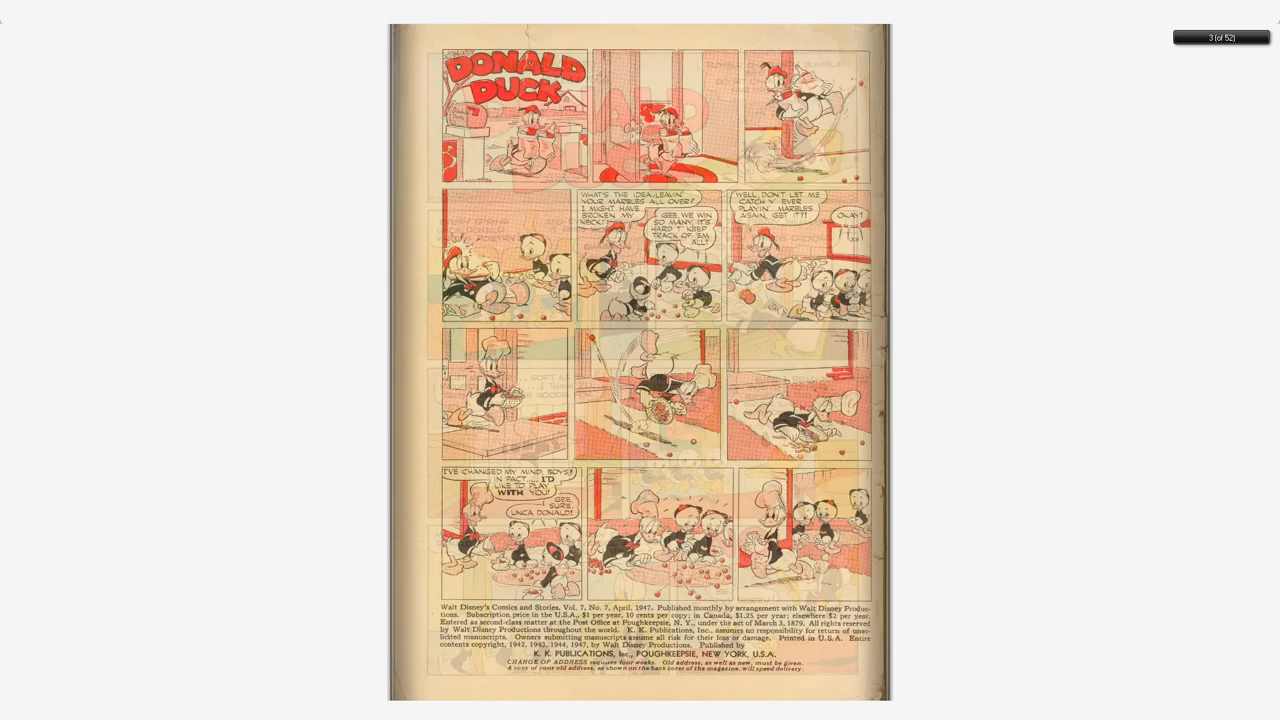 3 (of 52)
DONALD
DUCK
WHAT'S THE IDEA, LEAVIN'
YOUR MARBLES ALL OVER?
I MIGHT HAVE
BROKEN MY
NECK!
GEE, WE WIN
SO MANY, IT'S
HARD T' KEEP
TRACK OF 'EM
ALL!
WELL, DON'T LET ME
CATCH Y' EVER
PLAYIN' MARBLES
AGAIN, GET IT?!
OKAY!
I'VE CHANGED MY MIND, BOYS!
IN FACT.... I'D
LIKE TO PLAY
WITH YOU!
GEE,
SURE,
UNCA DONALD!
Walt Disney's Comics and Stories, Vol. 7, No. 7, April, 1947. Published monthly by arrangement with Walt Disney Produc-
tions. Subscription price in the U.S.A., $1 per year, 10 cents per copy; in Canada, $1.25 per year; elsewhere $2 per year.
Entered as second-class matter at the Post Office at Poughkeepsie, N. Y., under the act of March 3, 1879. All rights reserved
by Walt Disney Productions throughout the world. K. K. Publications, Inc., assumes no responsibility for return of unso-
licited manuscripts. Owners submitting manuscripts assume all risk for their loss or damage. Printed in U.S.A. Entire
contents copyright, 1942, 1943, 1944, 1947, by Walt Disney Productions. Published by
K. K. PUBLICATIONS, Inc., POUGHKEEPSIE, NEW YORK, U.S.A.
CHANGE OF ADDRESS requires four weeks. Old address, as well as new, must be given.
A copy of your old address, as shown on the back cover of the magazine, will speed delivery.